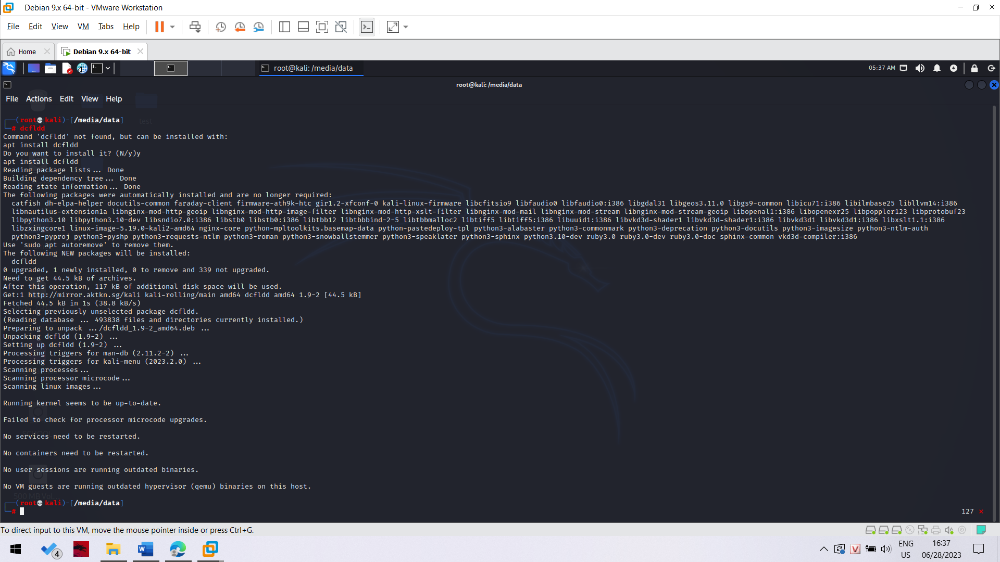 Debian 9.x 64-bit - VMware Workstation
File Edit View VM Tabs Help
Home
Debian 9.x 64-bit
root@kali: /media/data
05:37 AM
root@kali: /media/data
File Actions Edit View Help
test
(root kali)-[/media/data]
# dcfldd
Command 'dcfldd' not found, but can be installed with:
apt install dcfldd
Do you want to install it? (N/y)y
apt install dcfldd
Reading package lists... Done
Building dependency tree... Done
Reading state information... Done
The following packages were automatically installed and are no longer required:
catfish dh-elpa-helper docutils-common faraday-client firmware-ath9k-htc gir1.2-xfconf-0 kali-linux-firmware libcfitsio9 libfaudio0 libfaudio0:i386 libgdal31 libgeos3.11.0 libgs9-common libicu71:i386 libilmbase25 libllvm14:i386
libnautilus-extension1a libnginx-mod-http-geoip libnginx-mod-http-image-filter libnginx-mod-http-xslt-filter libnginx-mod-mail libnginx-mod-stream libnginx-mod-stream-geoip libopenal1:i386 libopenexr25 libpoppler123 libprotobuf23
libpython3.10 libpython3.10-dev libsndio7.0:i386 libstb0 libstb0:i386 libtbb12 libtbbbind-2-5 libtbbmalloc2 libtiff5 libtiff5:i386 libuuid1:i386 libvkd3d-shader1 libvkd3d-shader1:i386 libvkd3d1 libvkd3d1:i386 libxslt1.1:i386
libzxingcore1 linux-image-5.19.0-kali2-amd64 nginx-core python-mpltoolkits.basemap-data python-pastedeploy-tpl python3-alabaster python3-commonmark python3-deprecation python3-docutils python3-imagesize python3-ntlm-auth
python3-pyproj python3-pyshp python3-requests-ntlm python3-roman python3-snowballstemmer python3-speaklater python3-sphinx python3.10-dev ruby3.0 ruby3.0-dev ruby3.0-doc sphinx-common vkd3d-compiler:i386
Use 'sudo apt autoremove' to remove them.
The following NEW packages will be installed:
dcfldd
0 upgraded, 1 newly installed, 0 to remove and 339 not upgraded.
Need to get 44.5 kB of archives.
After this operation, 117 kB of additional disk space will be used.
Get:1 http://mirror.aktkn.sg/kali kali-rolling/main amd64 dcfldd amd64 1.9-2 [44.5 kB]
Fetched 44.5 kB in 1s (38.8 kB/s)
Selecting previously unselected package dcfldd.
(Reading database ... 493838 files and directories currently installed.)
Preparing to unpack .../dcfldd_1.9-2_amd64.deb ...
Unpacking dcfldd (1.9-2) ...
Setting up dcfldd (1.9-2) ...
Processing triggers for man-db (2.11.2-2) ...
Processing triggers for kali-menu (2023.2.0) ...
Scanning processes...
Scanning processor microcode...
Scanning linux images...
Running kernel seems to be up-to-date.
Failed to check for processor microcode upgrades.
No services need to be restarted.
No containers need to be restarted.
No user sessions are running outdated binaries.
No VM guests are running outdated hypervisor (qemu) binaries on this host.
500 MB Vol...
(root kali)-[/media/data]
#
127 ×
To direct input to this VM, move the mouse pointer inside or press Ctrl+G.
4
ENG
US
16:37
06/28/2023